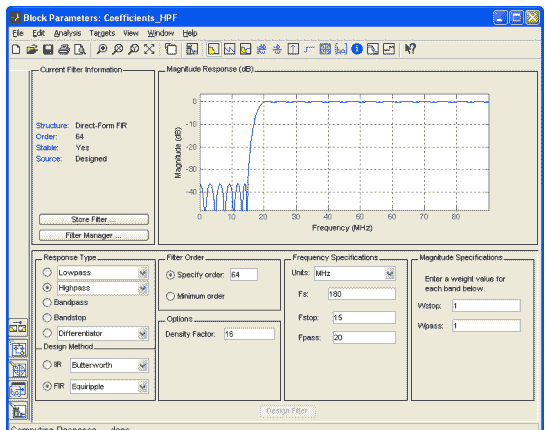 Block Parameters: Coefficients_HPF
File Edit Analysis Targets View Window Help
Current Filter Information
Structure: Direct-Form FIR
Order: 64
Stable: Yes
Source: Designed
Store Filter ...
Filter Manager ...
Magnitude Response (dB)
Magnitude (dB)
0
-10
-20
-30
-40
0 10 20 30 40 50 60 70 80
Frequency (MHz)
Response Type
Lowpass
Highpass
Bandpass
Bandstop
Differentiator
Design Method
IIR Butterworth
FIR Equiripple
Filter Order
Specify order: 64
Minimum order
Options
Density Factor: 16
Frequency Specifications
Units: MHz
Fs: 180
Fstop: 15
Fpass: 20
Magnitude Specifications
Enter a weight value for
each band below.
Wstop: 1
Wpass: 1
Design Filter
Computing Response ... done